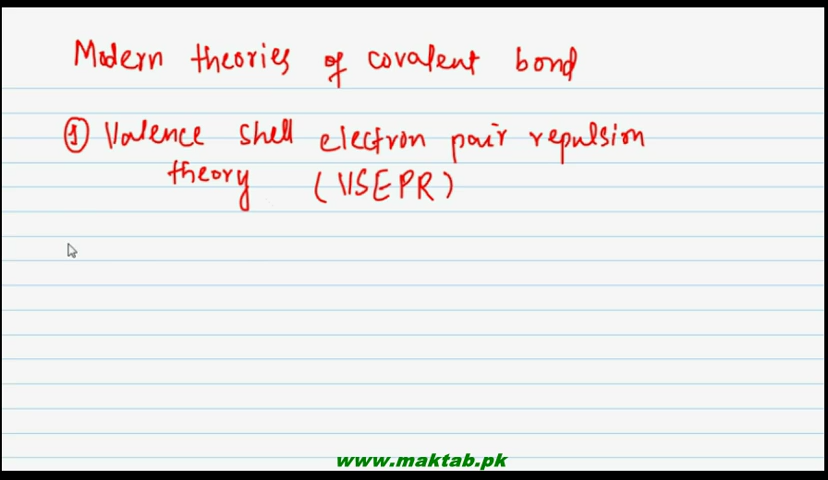 Modern theories of covalent bond
① Valence shell electron pair repulsion
theory (VSEPR)
www.maktab.pk